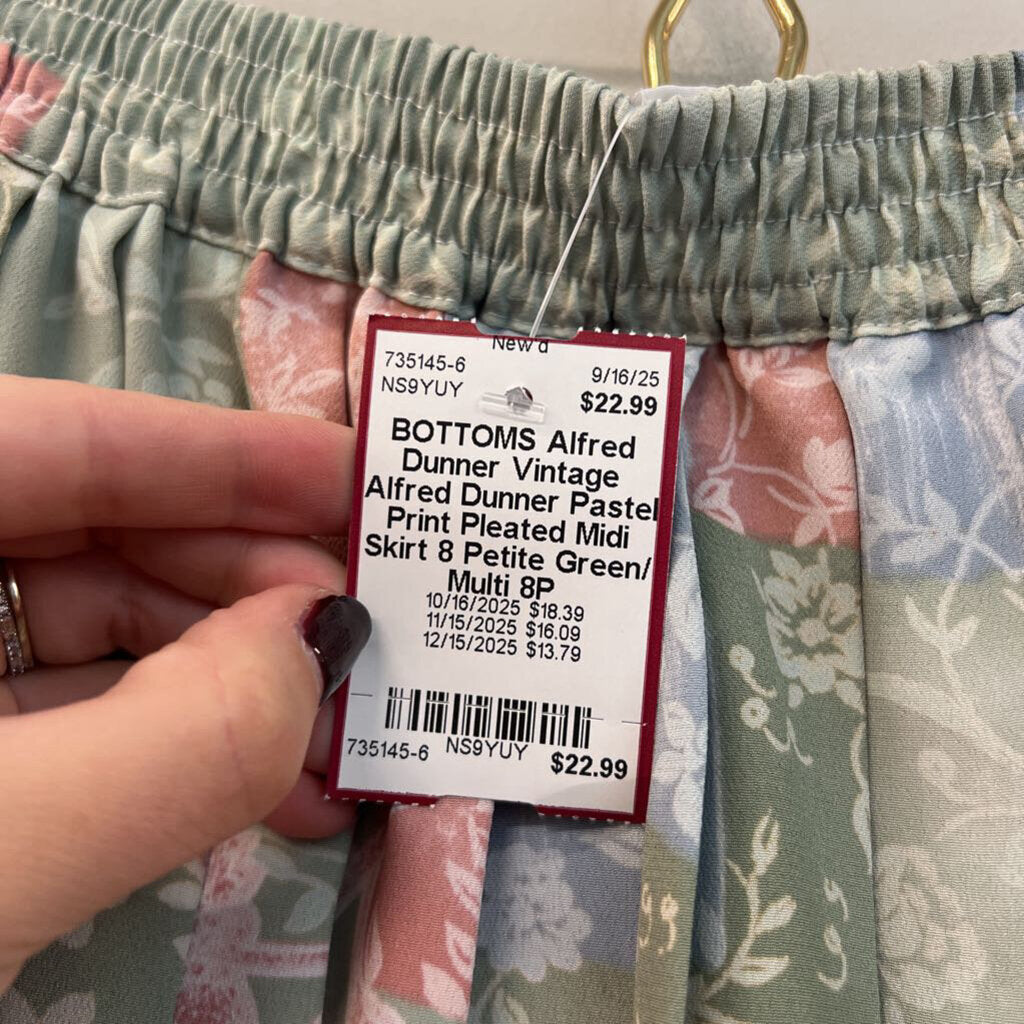 New'd
735145-6
9/16/25
NS9YUY
$22.99
BOTTOMS Alfred
Dunner Vintage
Alfred Dunner Pastel
Print Pleated Midi
Skirt 8 Petite Green/
Multi 8P
10/16/2025 $18.39
11/15/2025 $16.09
12/15/2025 $13.79
735145-6 NS9YUY $22.99